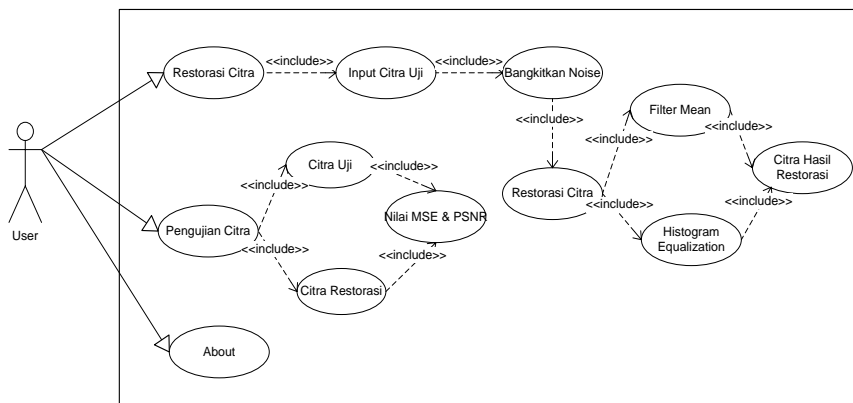 Restorasi Citra
<<include>>
Input Citra Uji
<<include>>
Bangkitkan Noise
<<include>>
Filter Mean
<<include>>
<<include>>
Citra Hasil
Restorasi
Restorasi Citra
<<include>>
Histogram
Equalization
<<include>>
User
Pengujian Citra
<<include>>
Citra Uji
<<include>>
Nilai MSE & PSNR
<<include>>
Citra Restorasi
<<include>>
About